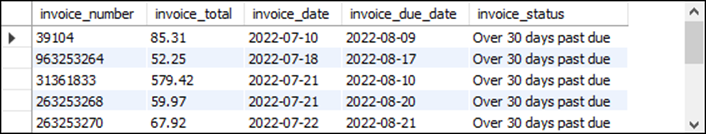 invoice_number invoice_total invoice_date invoice_due_date invoice_status
39104 85.31 2022-07-10 2022-08-09 Over 30 days past due
963253264 52.25 2022-07-18 2022-08-17 Over 30 days past due
31361833 579.42 2022-07-21 2022-08-10 Over 30 days past due
263253268 59.97 2022-07-21 2022-08-20 Over 30 days past due
263253270 67.92 2022-07-22 2022-08-21 Over 30 days past due